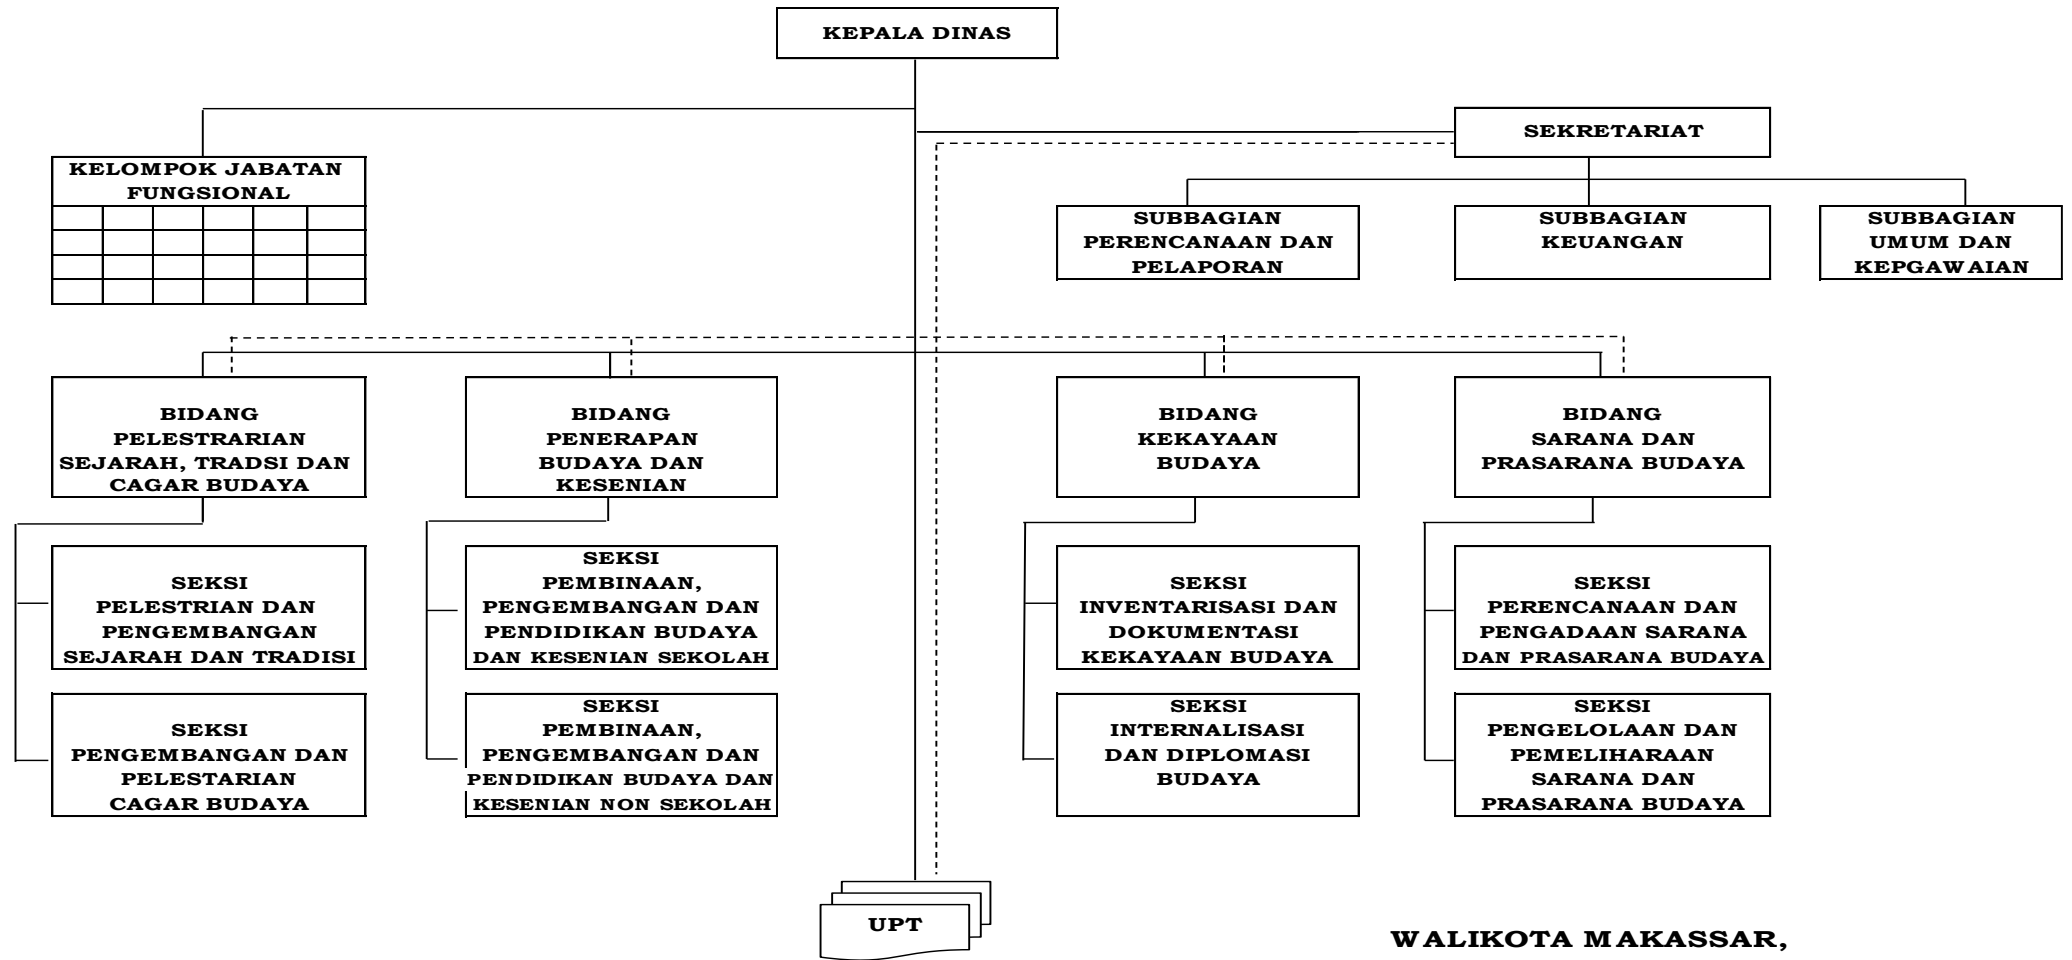 KEPALA DINAS
SEKRETARIAT
KELOMPOK JABATAN
FUNGSIONAL
SUBBAGIAN
PERENCANAAN DAN
PELAPORAN
SUBBAGIAN
KEUANGAN
SUBBAGIAN
UMUM DAN
KEPGAWAIAN
BIDANG
PELESTRARIAN
SEJARAH, TRADSI DAN
CAGAR BUDAYA
BIDANG
PENERAPAN
BUDAYA DAN
KESENIAN
BIDANG
KEKAYAAN
BUDAYA
BIDANG
SARANA DAN
PRASARANA BUDAYA
SEKSI
PELESTRIAN DAN
PENGEMBANGAN
SEJARAH DAN TRADISI
SEKSI
PEMBINAAN,
PENGEMBANGAN DAN
PENDIDIKAN BUDAYA
DAN KESENIAN SEKOLAH
SEKSI
INVENTARISASI DAN
DOKUMENTASI
KEKAYAAN BUDAYA
SEKSI
PERENCANAAN DAN
PENGADAAN SARANA
DAN PRASARANA BUDAYA
SEKSI
PENGEMBANGAN DAN
PELESTARIAN
CAGAR BUDAYA
SEKSI
PEMBINAAN,
PENGEMBANGAN DAN
PENDIDIKAN BUDAYA DAN
KESENIAN NON SEKOLAH
SEKSI
INTERNALISASI
DAN DIPLOMASI
BUDAYA
SEKSI
PENGELOLAAN DAN
PEMELIHARAAN
SARANA DAN
PRASARANA BUDAYA
UPT
WALIKOTA MAKASSAR,